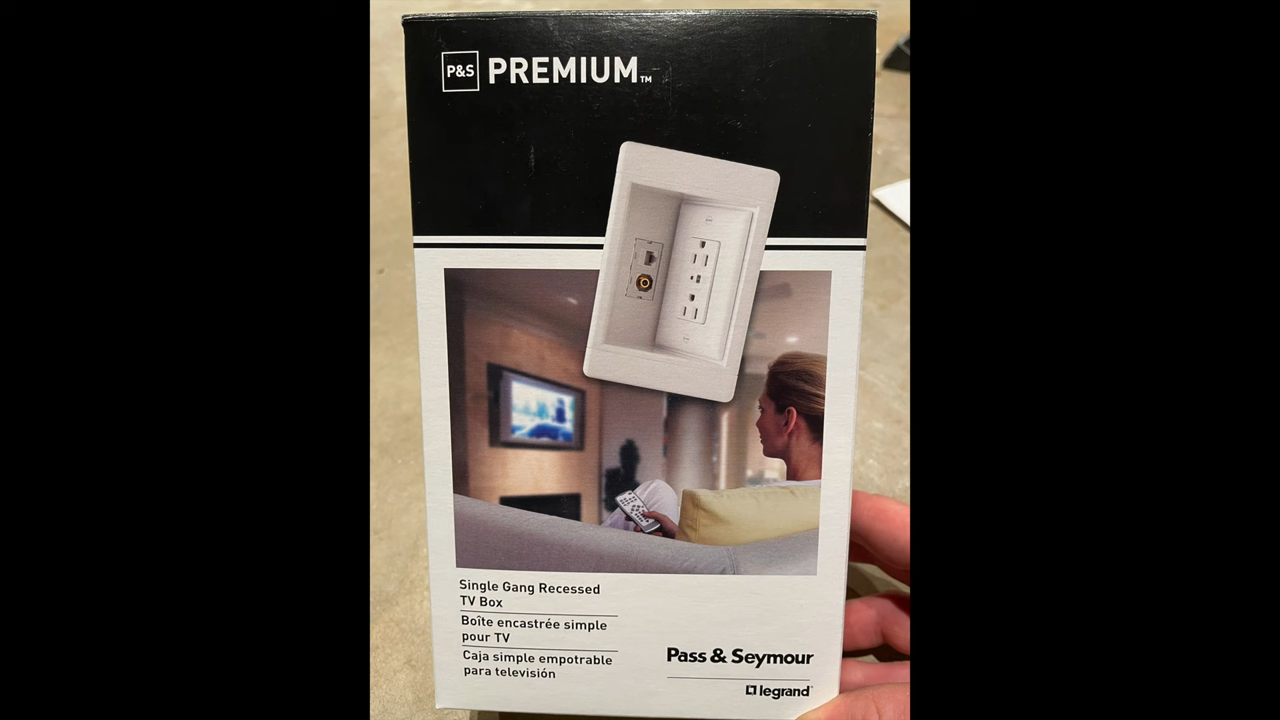 P&S PREMIUM™
Single Gang Recessed
TV Box
Boîte encastrée simple
pour TV
Caja simple empotrable
para televisión
Pass & Seymour
legrand